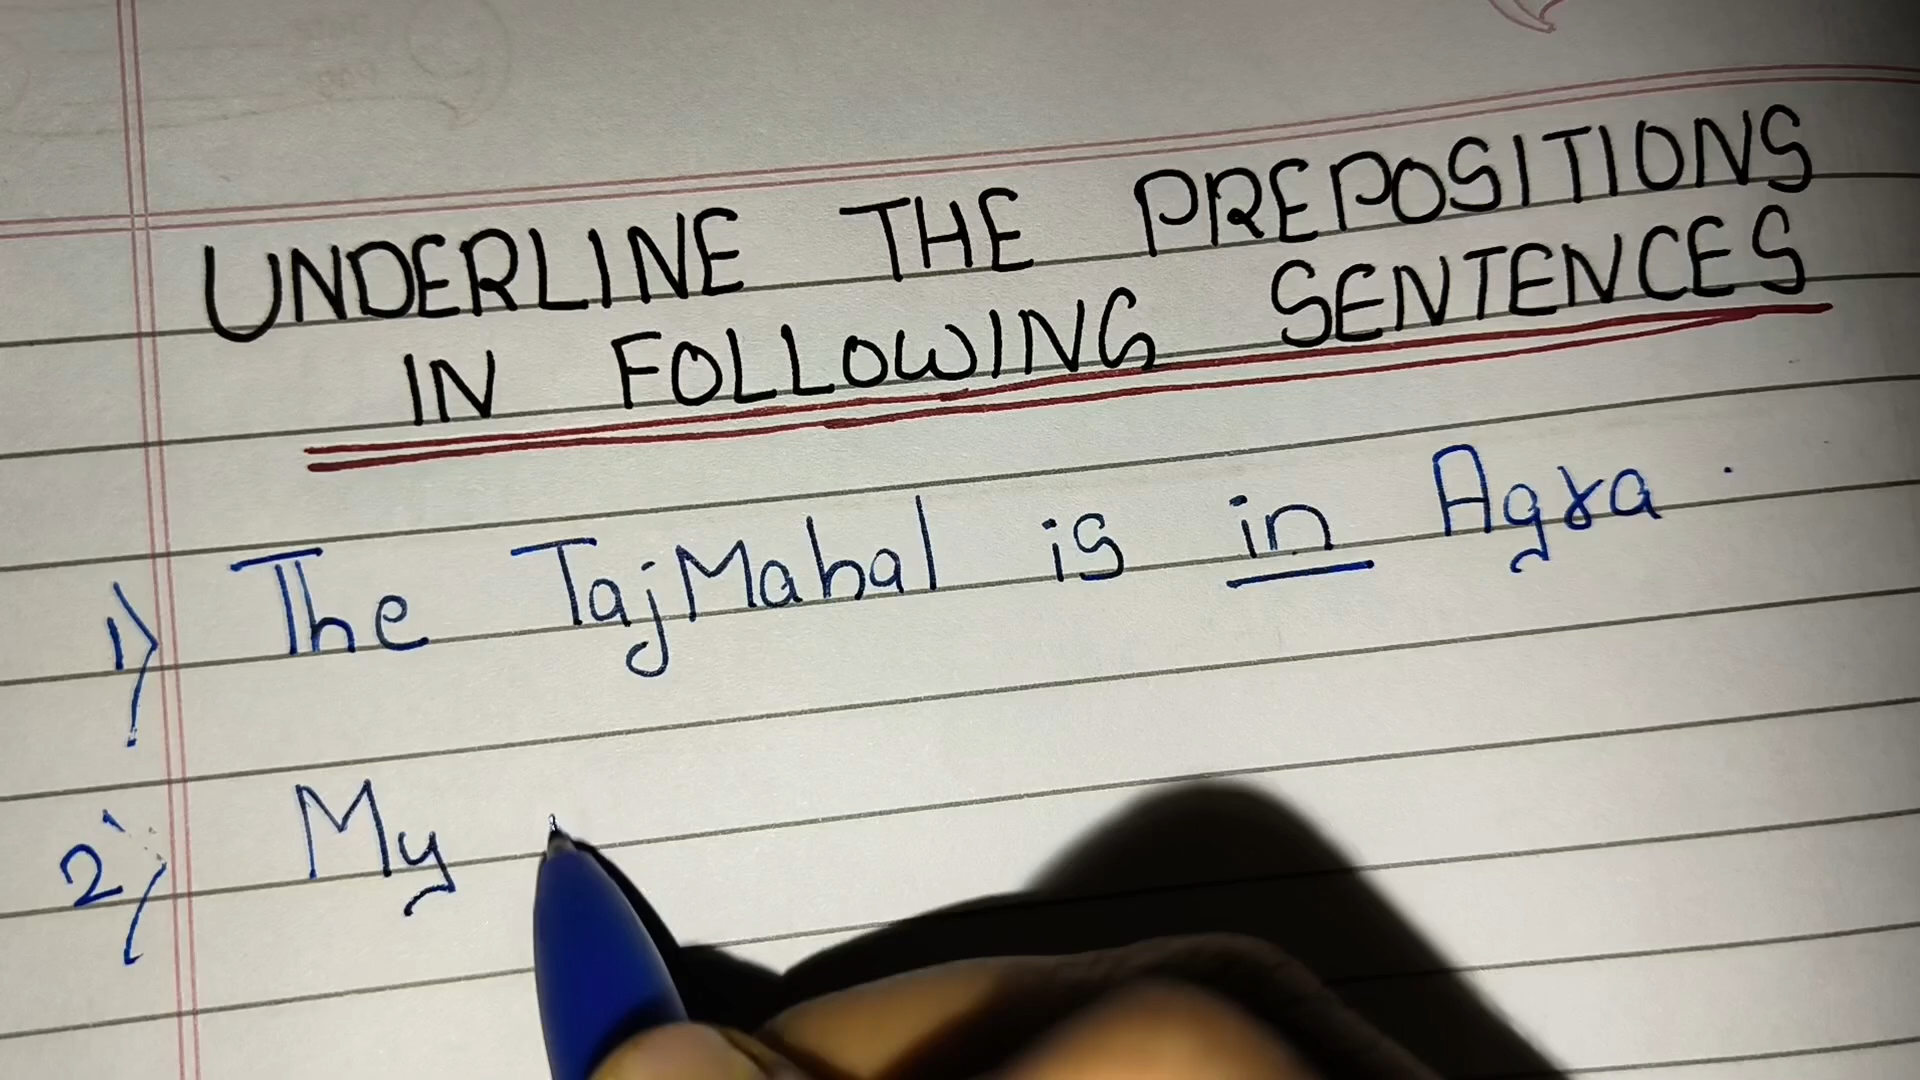 UNDERLINE THE PREPOSITIONS
IN FOLLOWING SENTENCES
1) The TajMahal is in Agra.
2) My